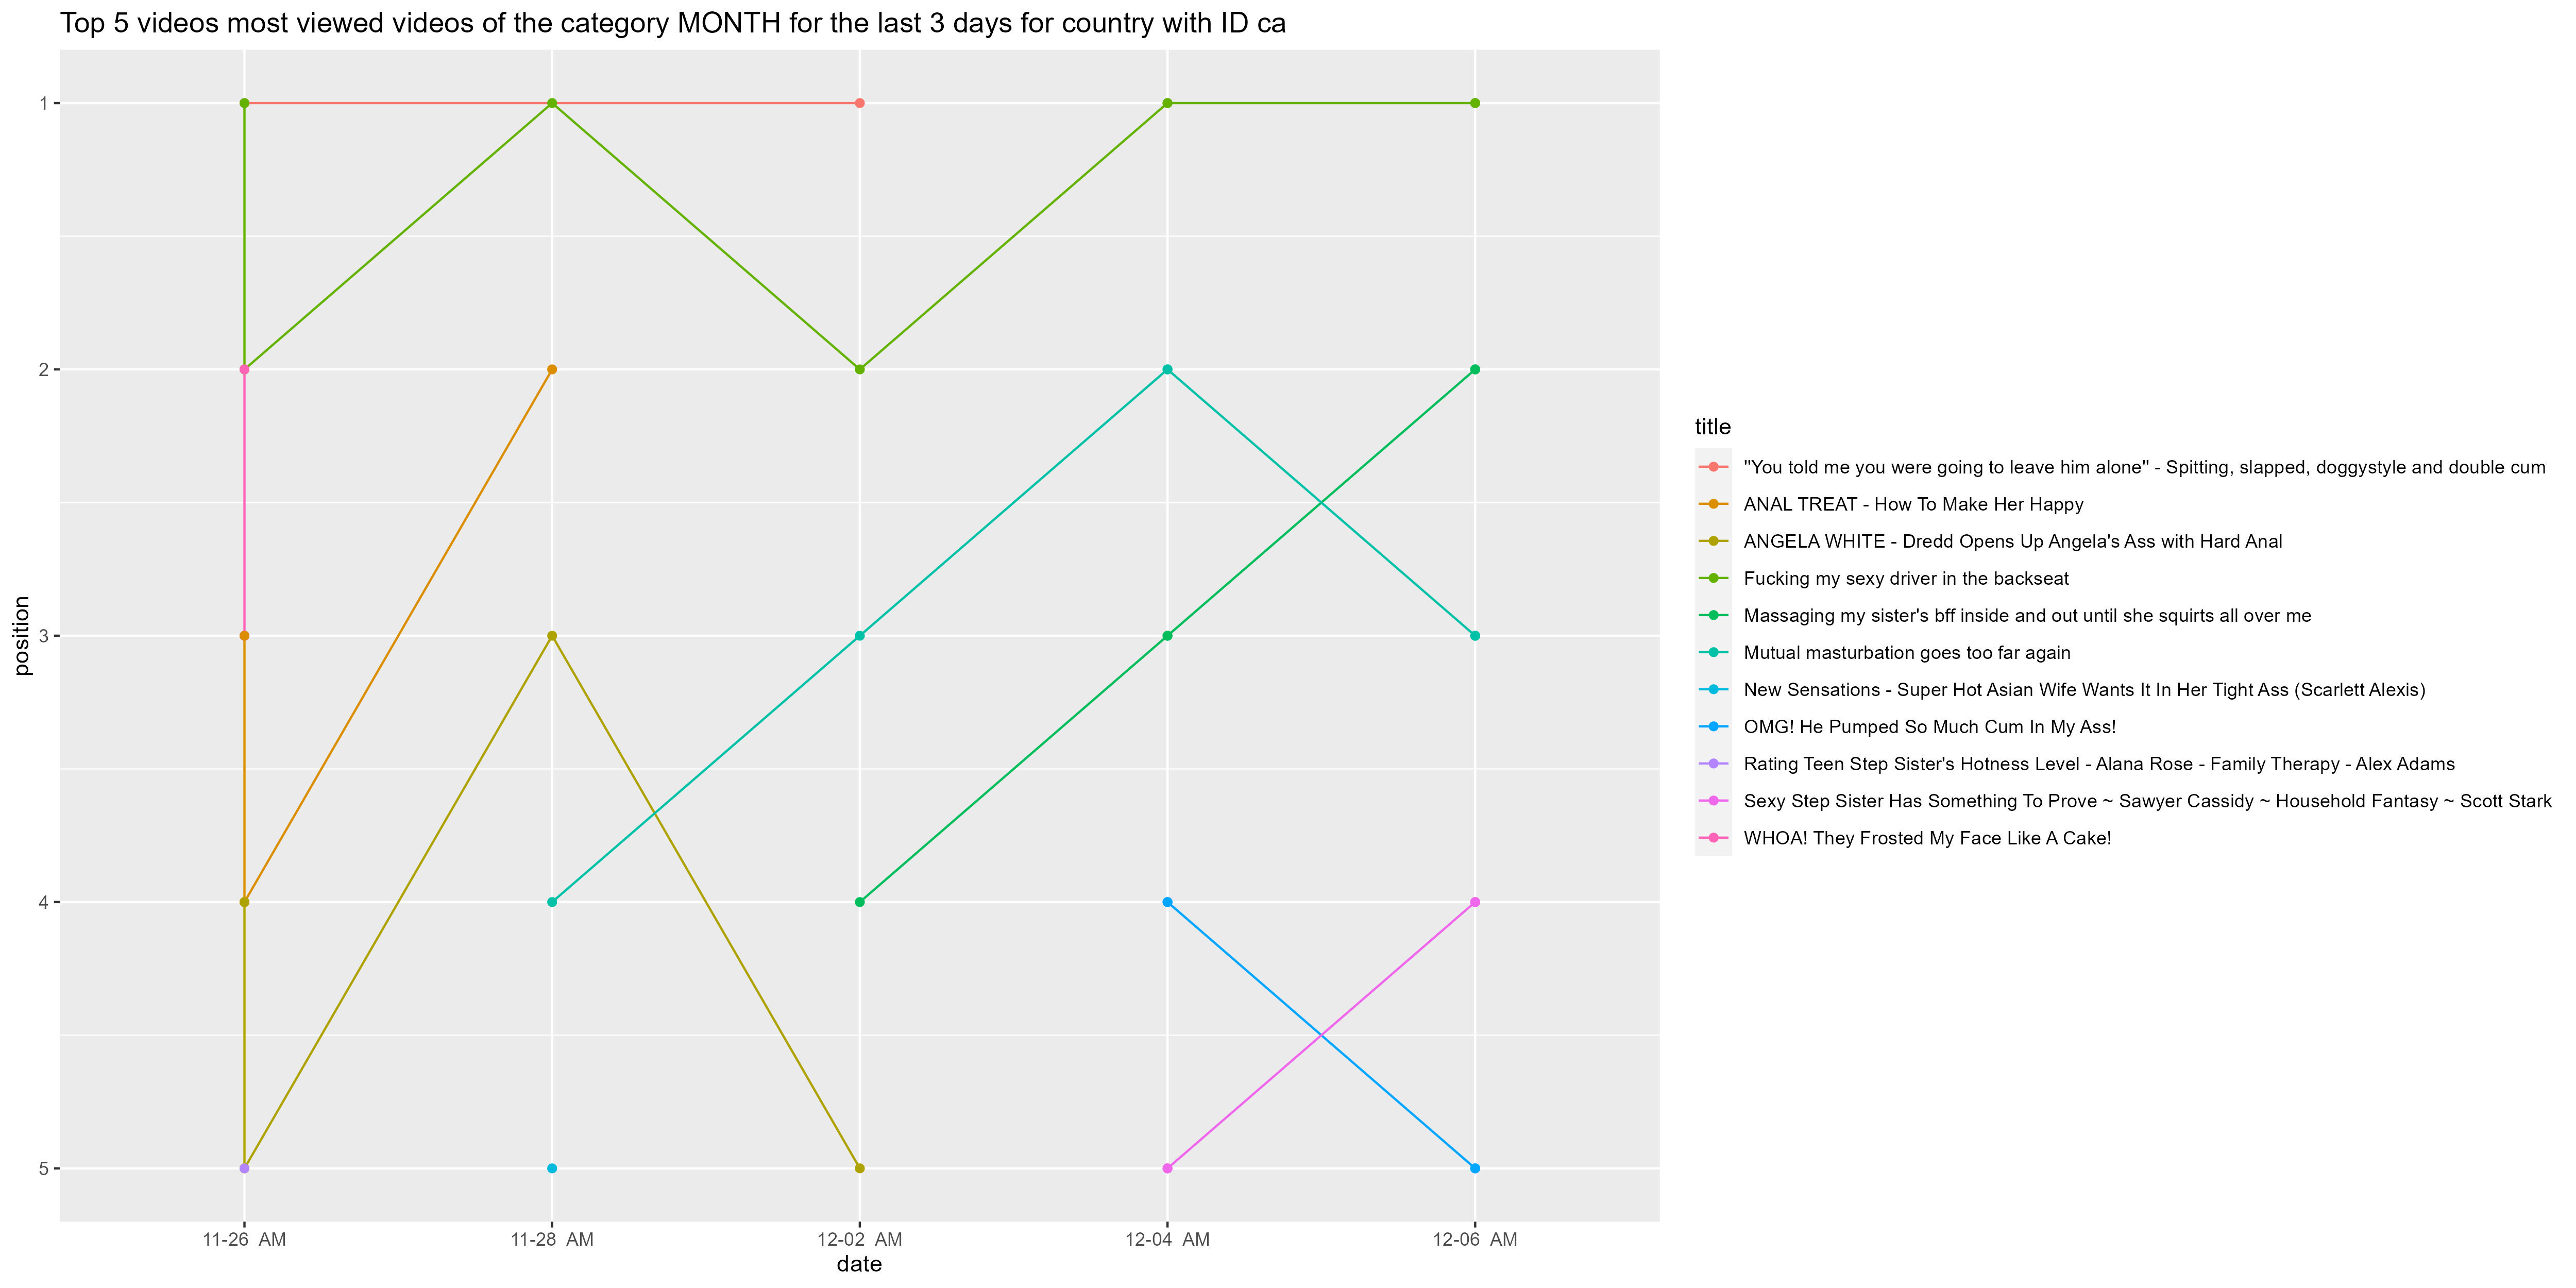 Top 5 videos most viewed videos of the category MONTH for the last 3 days for country with ID ca
position
1
2
3
4
5
11-26  AM
11-28  AM
12-02  AM
12-04  AM
12-06  AM
date
title
"You told me you were going to leave him alone" - Spitting, slapped, doggystyle and double cum
ANAL TREAT - How To Make Her Happy
ANGELA WHITE - Dredd Opens Up Angela's Ass with Hard Anal
Fucking my sexy driver in the backseat
Massaging my sister's bff inside and out until she squirts all over me
Mutual masturbation goes too far again
New Sensations - Super Hot Asian Wife Wants It In Her Tight Ass (Scarlett Alexis)
OMG! He Pumped So Much Cum In My Ass!
Rating Teen Step Sister's Hotness Level - Alana Rose - Family Therapy - Alex Adams
Sexy Step Sister Has Something To Prove ~ Sawyer Cassidy ~ Household Fantasy ~ Scott Stark
WHOA! They Frosted My Face Like A Cake!